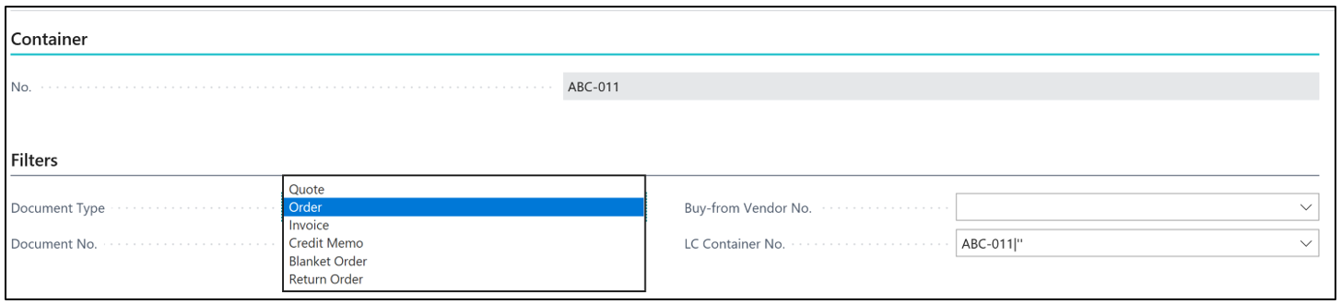 Container
No. ABC-011
Filters
Document Type
Quote
Order
Invoice
Credit Memo
Blanket Order
Return Order
Document No.
Buy-from Vendor No.
LC Container No. ABC-011|''